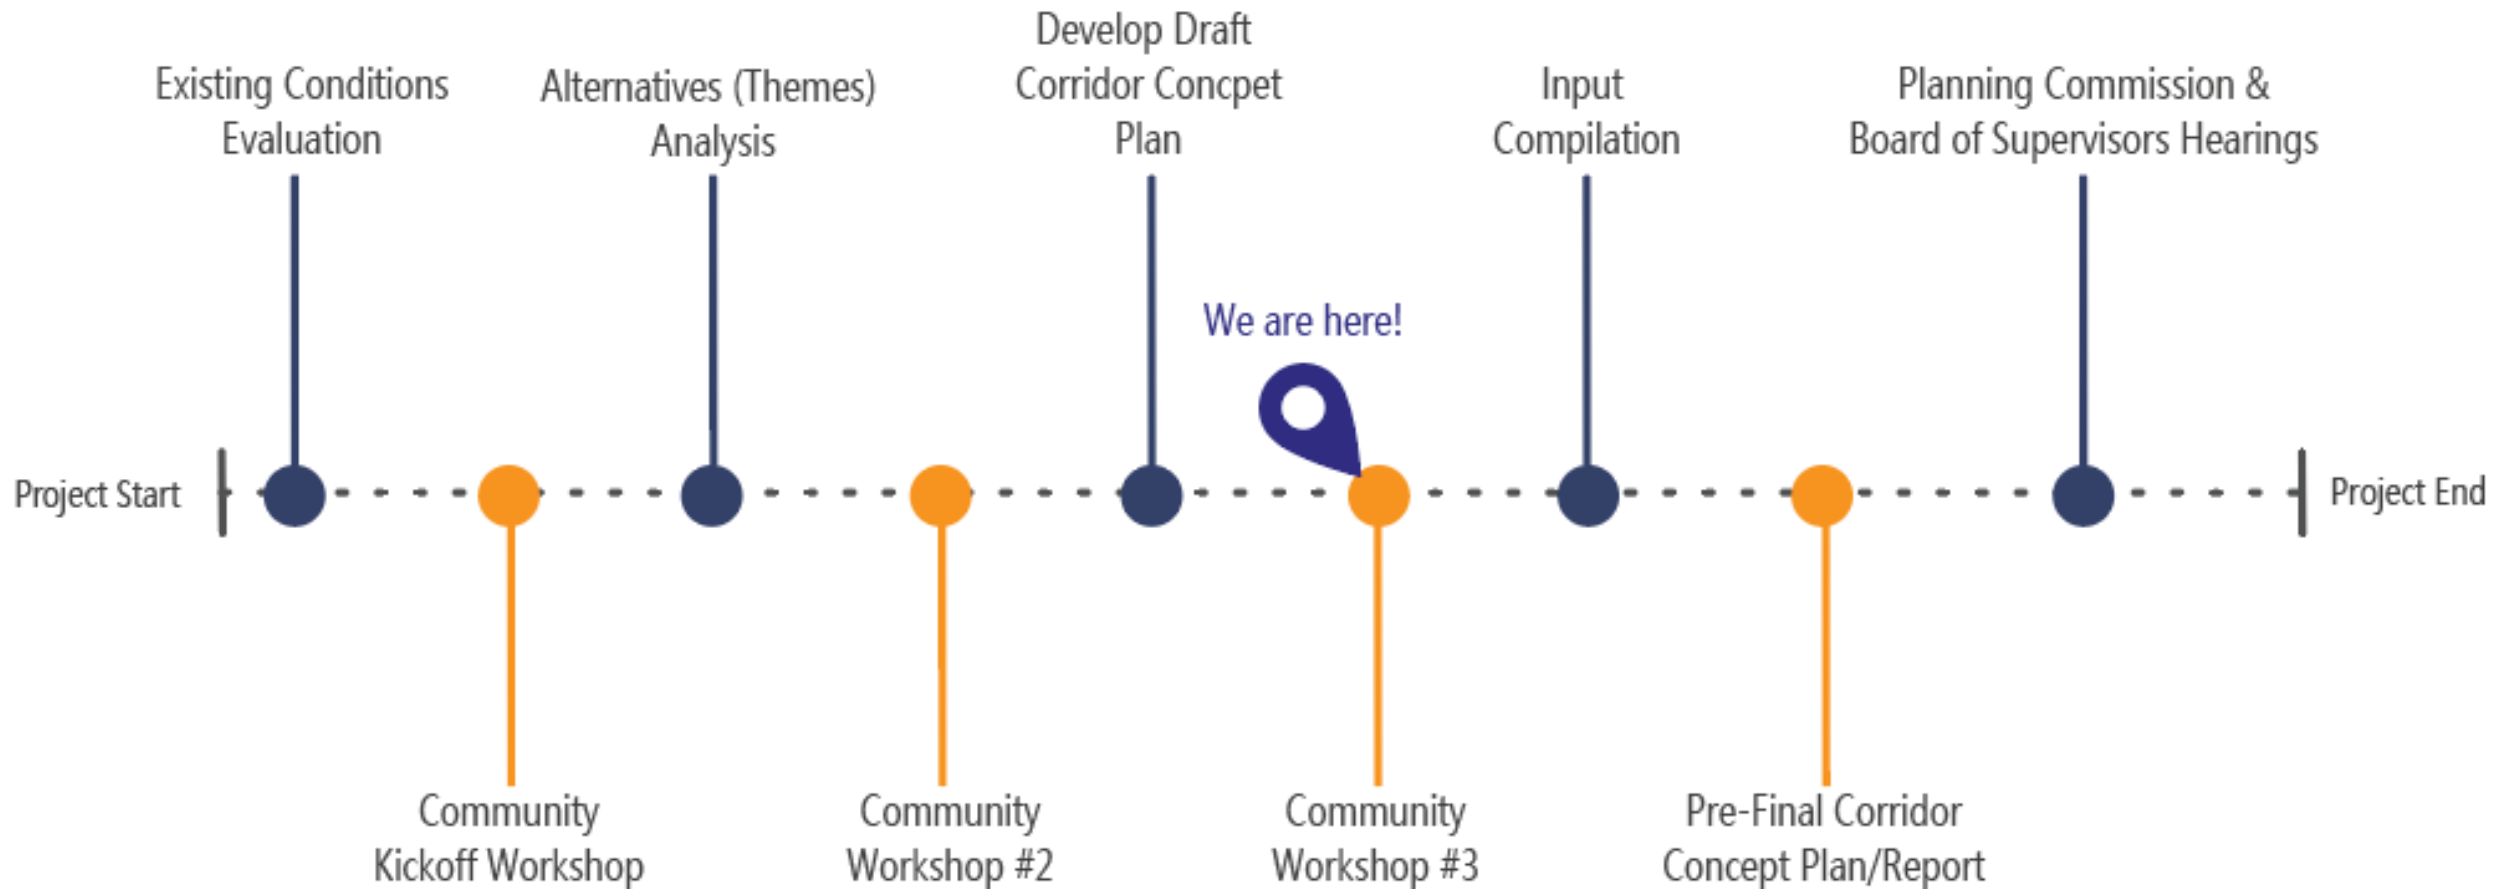 Develop Draft
Corridor Concpet
Plan
Existing Conditions
Evaluation
Alternatives (Themes)
Analysis
Input
Compilation
Planning Commission &
Board of Supervisors Hearings
We are here!
Project Start
Project End
Community
Kickoff Workshop
Community
Workshop #2
Community
Workshop #3
Pre-Final Corridor
Concept Plan/Report